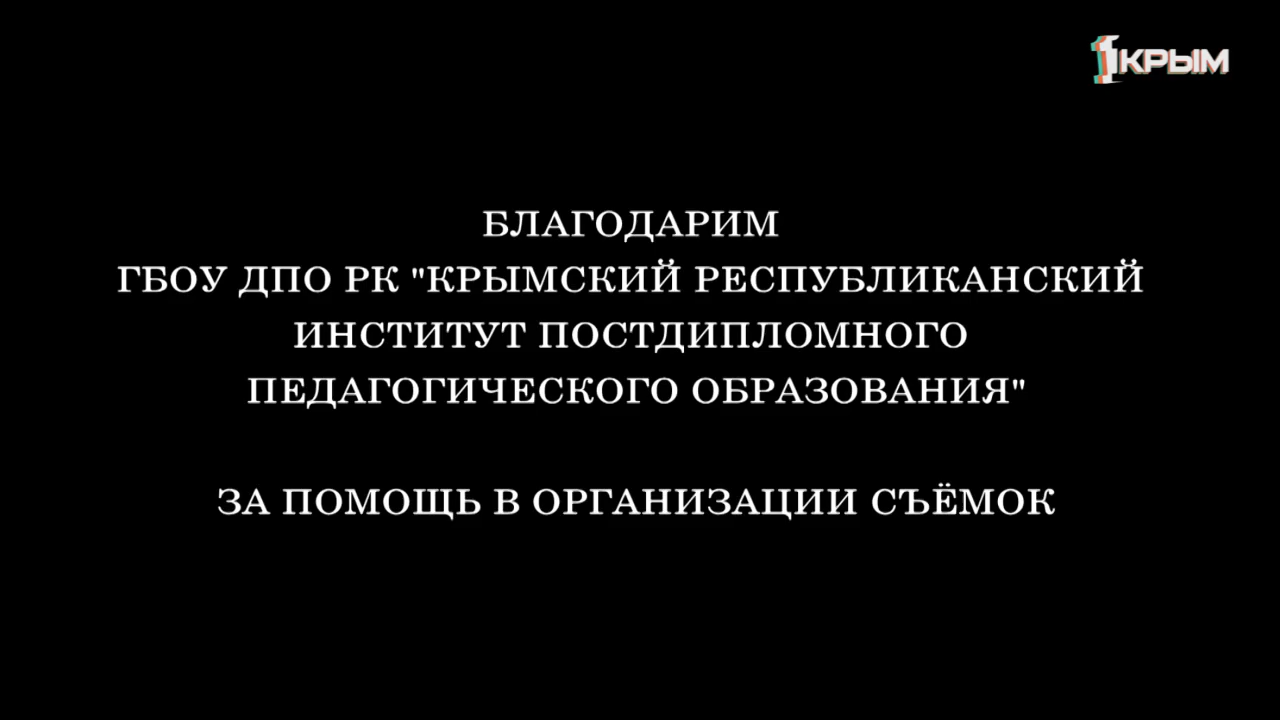 1КРЫМ
БЛАГОДАРИМ
ГБОУ ДПО РК "КРЫМСКИЙ РЕСПУБЛИКАНСКИЙ
ИНСТИТУТ ПОСТДИПЛОМНОГО
ПЕДАГОГИЧЕСКОГО ОБРАЗОВАНИЯ"
ЗА ПОМОЩЬ В ОРГАНИЗАЦИИ СЪЁМОК